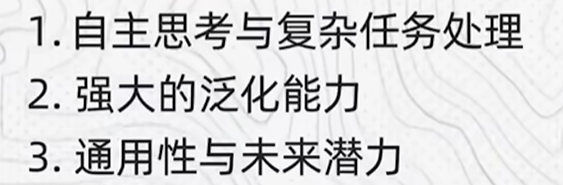 1. 自主思考与复杂任务处理
2. 强大的泛化能力
3. 通用性与未来潜力